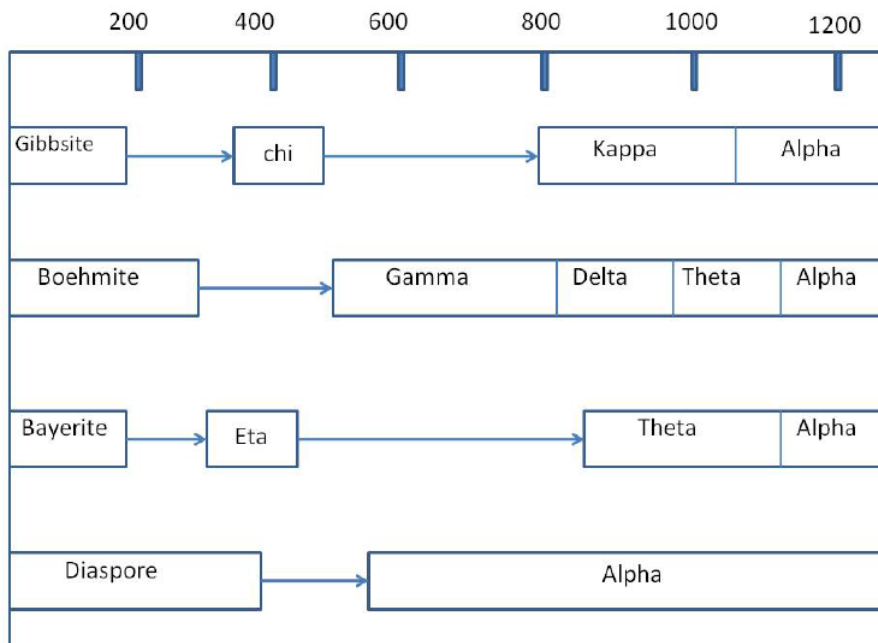 200 400 600 800 1000 1200
Gibbsite chi Kappa Alpha
Boehmite Gamma Delta Theta Alpha
Bayerite Eta Theta Alpha
Diaspore Alpha